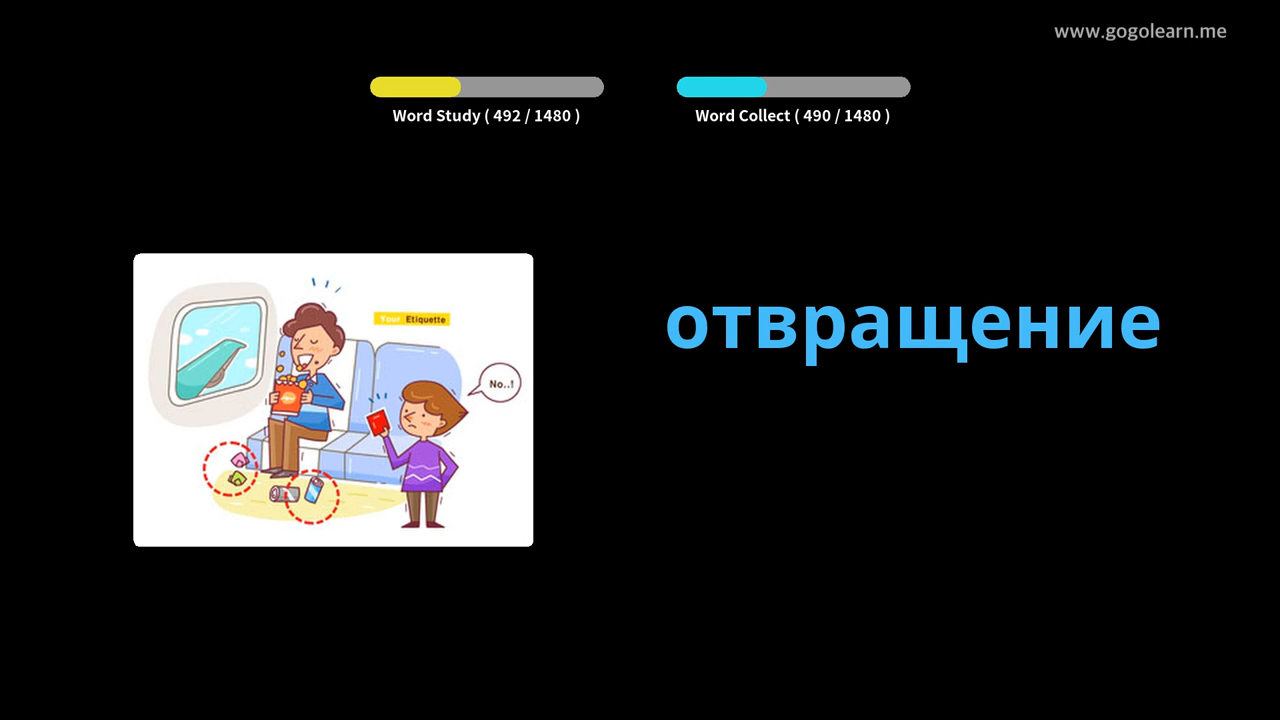 www.gogolearn.me
Word Study ( 492 / 1480 )
Word Collect ( 490 / 1480 )
Your Etiquette
No..!
отвращение